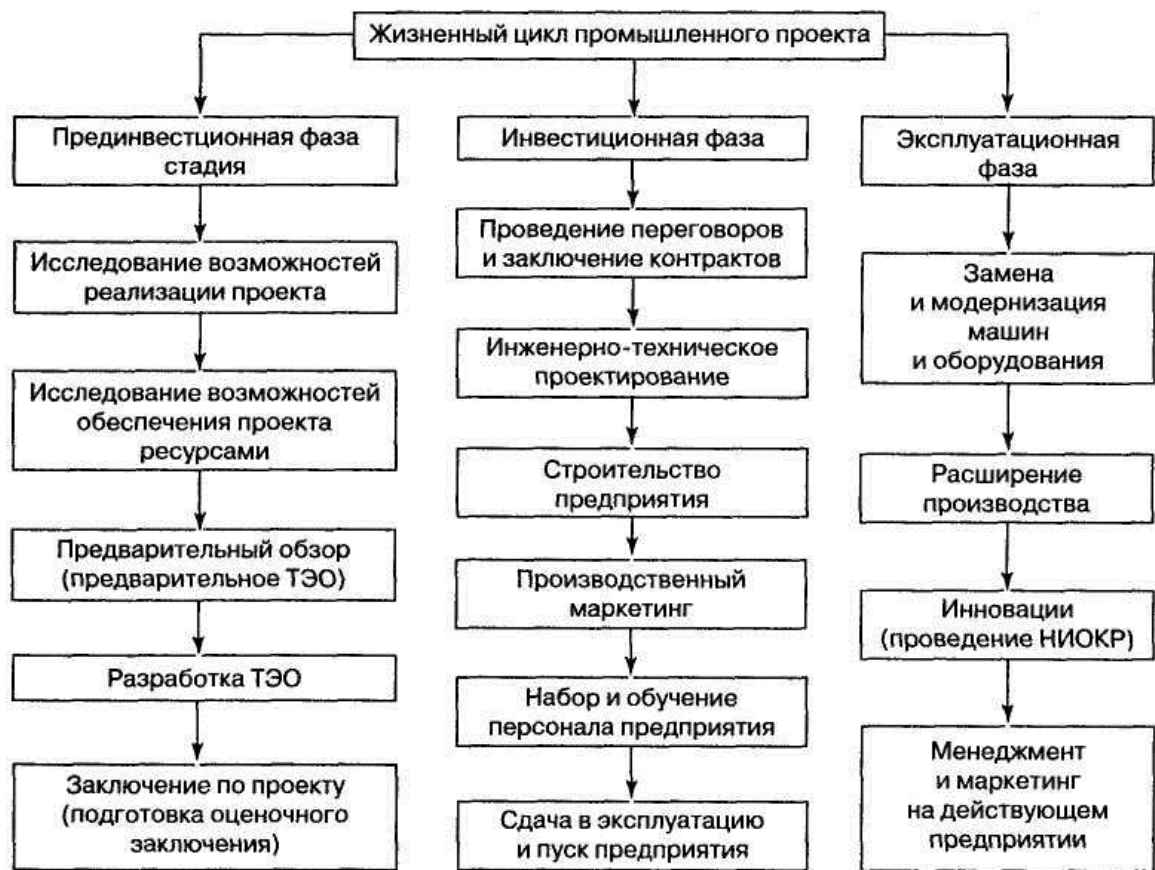 Жизненный цикл промышленного проекта
Прединвестционная фаза
стадия
Исследование возможностей
реализации проекта
Исследование возможностей
обеспечения проекта
ресурсами
Предварительный обзор
(предварительное ТЭО)
Разработка ТЭО
Заключение по проекту
(подготовка оценочного
заключения)
Инвестиционная фаза
Проведение переговоров
и заключение контрактов
Инженерно-техническое
проектирование
Строительство
предприятия
Производственный
маркетинг
Набор и обучение
персонала предприятия
Сдача в эксплуатацию
и пуск предприятия
Эксплуатационная
фаза
Замена
и модернизация
машин
и оборудования
Расширение
производства
Инновации
(проведение НИОКР)
Менеджмент
и маркетинг
на действующем
предприятии